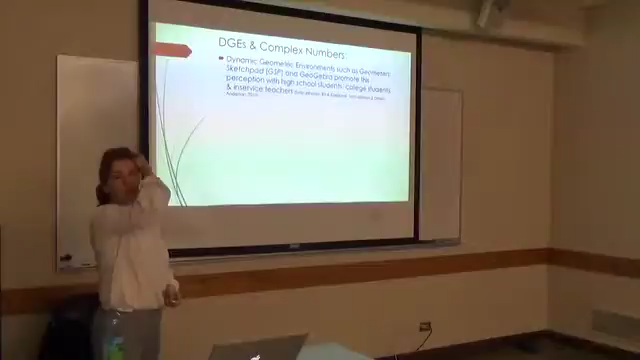 DGEs & Complex Numbers:
Dynamic Geometric Environments such as Geometers
Sketchpad (GSP) and GeoGebra promote this
perception with high school students, college students
& inservice teachers